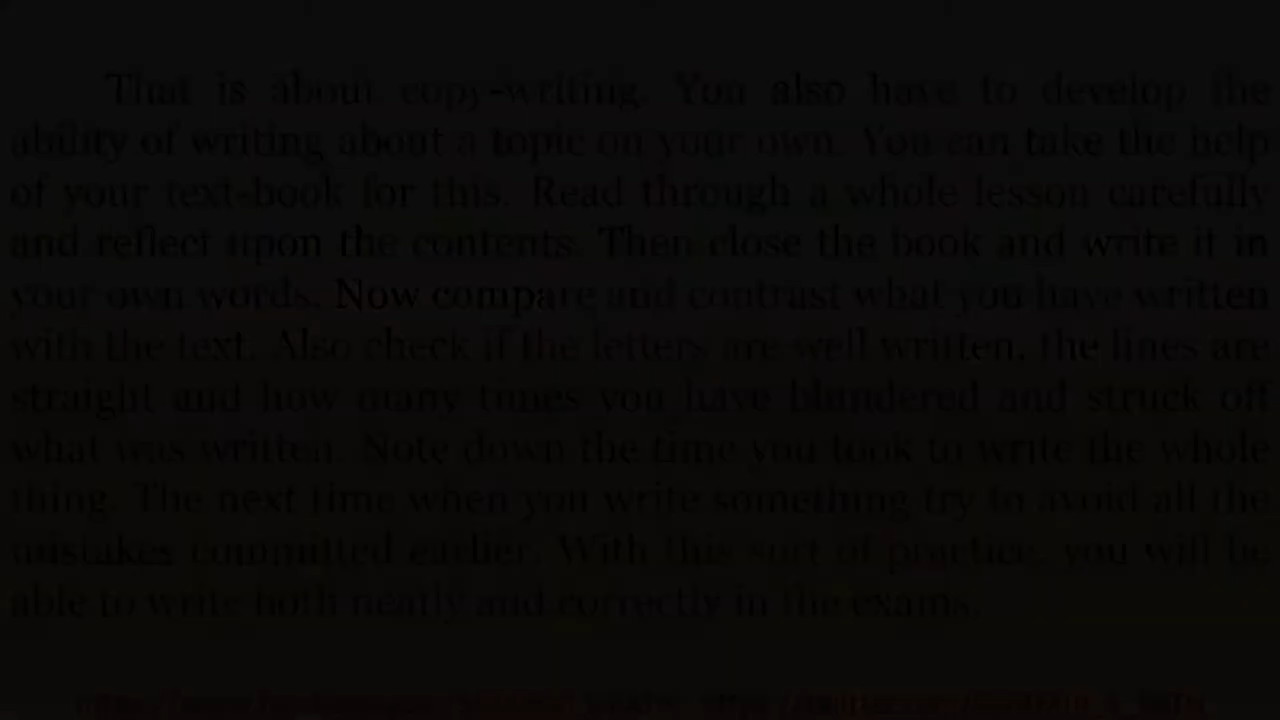 That is about copy-writing. You also have to develop the
ability of writing about a topic on your own. You can take the help
of your text-book for this. Read through a whole lesson carefully
and reflect upon the contents. Then close the book and write it in
your own words. Now compare and contrast what you have written
with the text. Also check if the letters are well written, the lines are
straight and how many times you have blundered and struck off
what was written. Note down the time you took to write the whole
thing. The next time when you write something try to avoid all the
mistakes committed earlier. With this sort of practice, you will be
able to write both neatly and correctly in the exams.